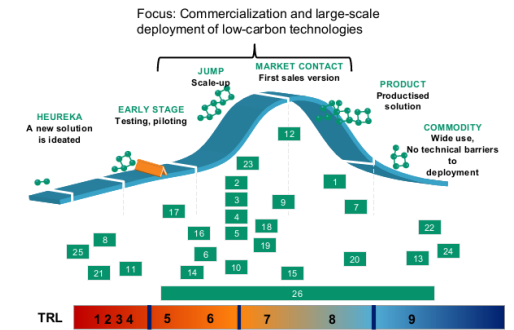 Focus: Commercialization and large-scale
deployment of low-carbon technologies
MARKET CONTACT
First sales version
JUMP
Scale-up
PRODUCT
Productised
solution
EARLY STAGE
Testing, piloting
HEUREKA
A new solution
is ideated
COMMODITY
Wide use,
No technical barriers
to
deployment
12
23
2
1
3
9
7
17
4
18
22
16
5
8
19
25
6
24
13
20
21
11
14
10
15
26
TRL
1 2 3 4
5
6
7
8
9